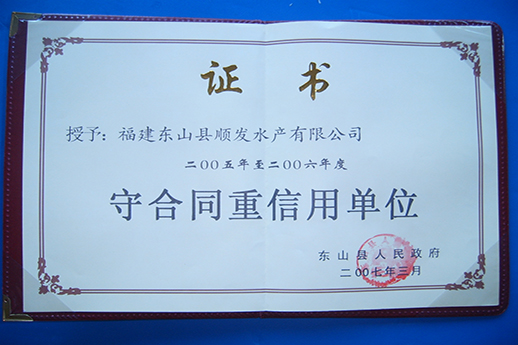 证书
授予：福建东山县顺发水产有限公司
二00五年至二00六年度
守合同重信用单位
东山县人民政府
二00七年三月